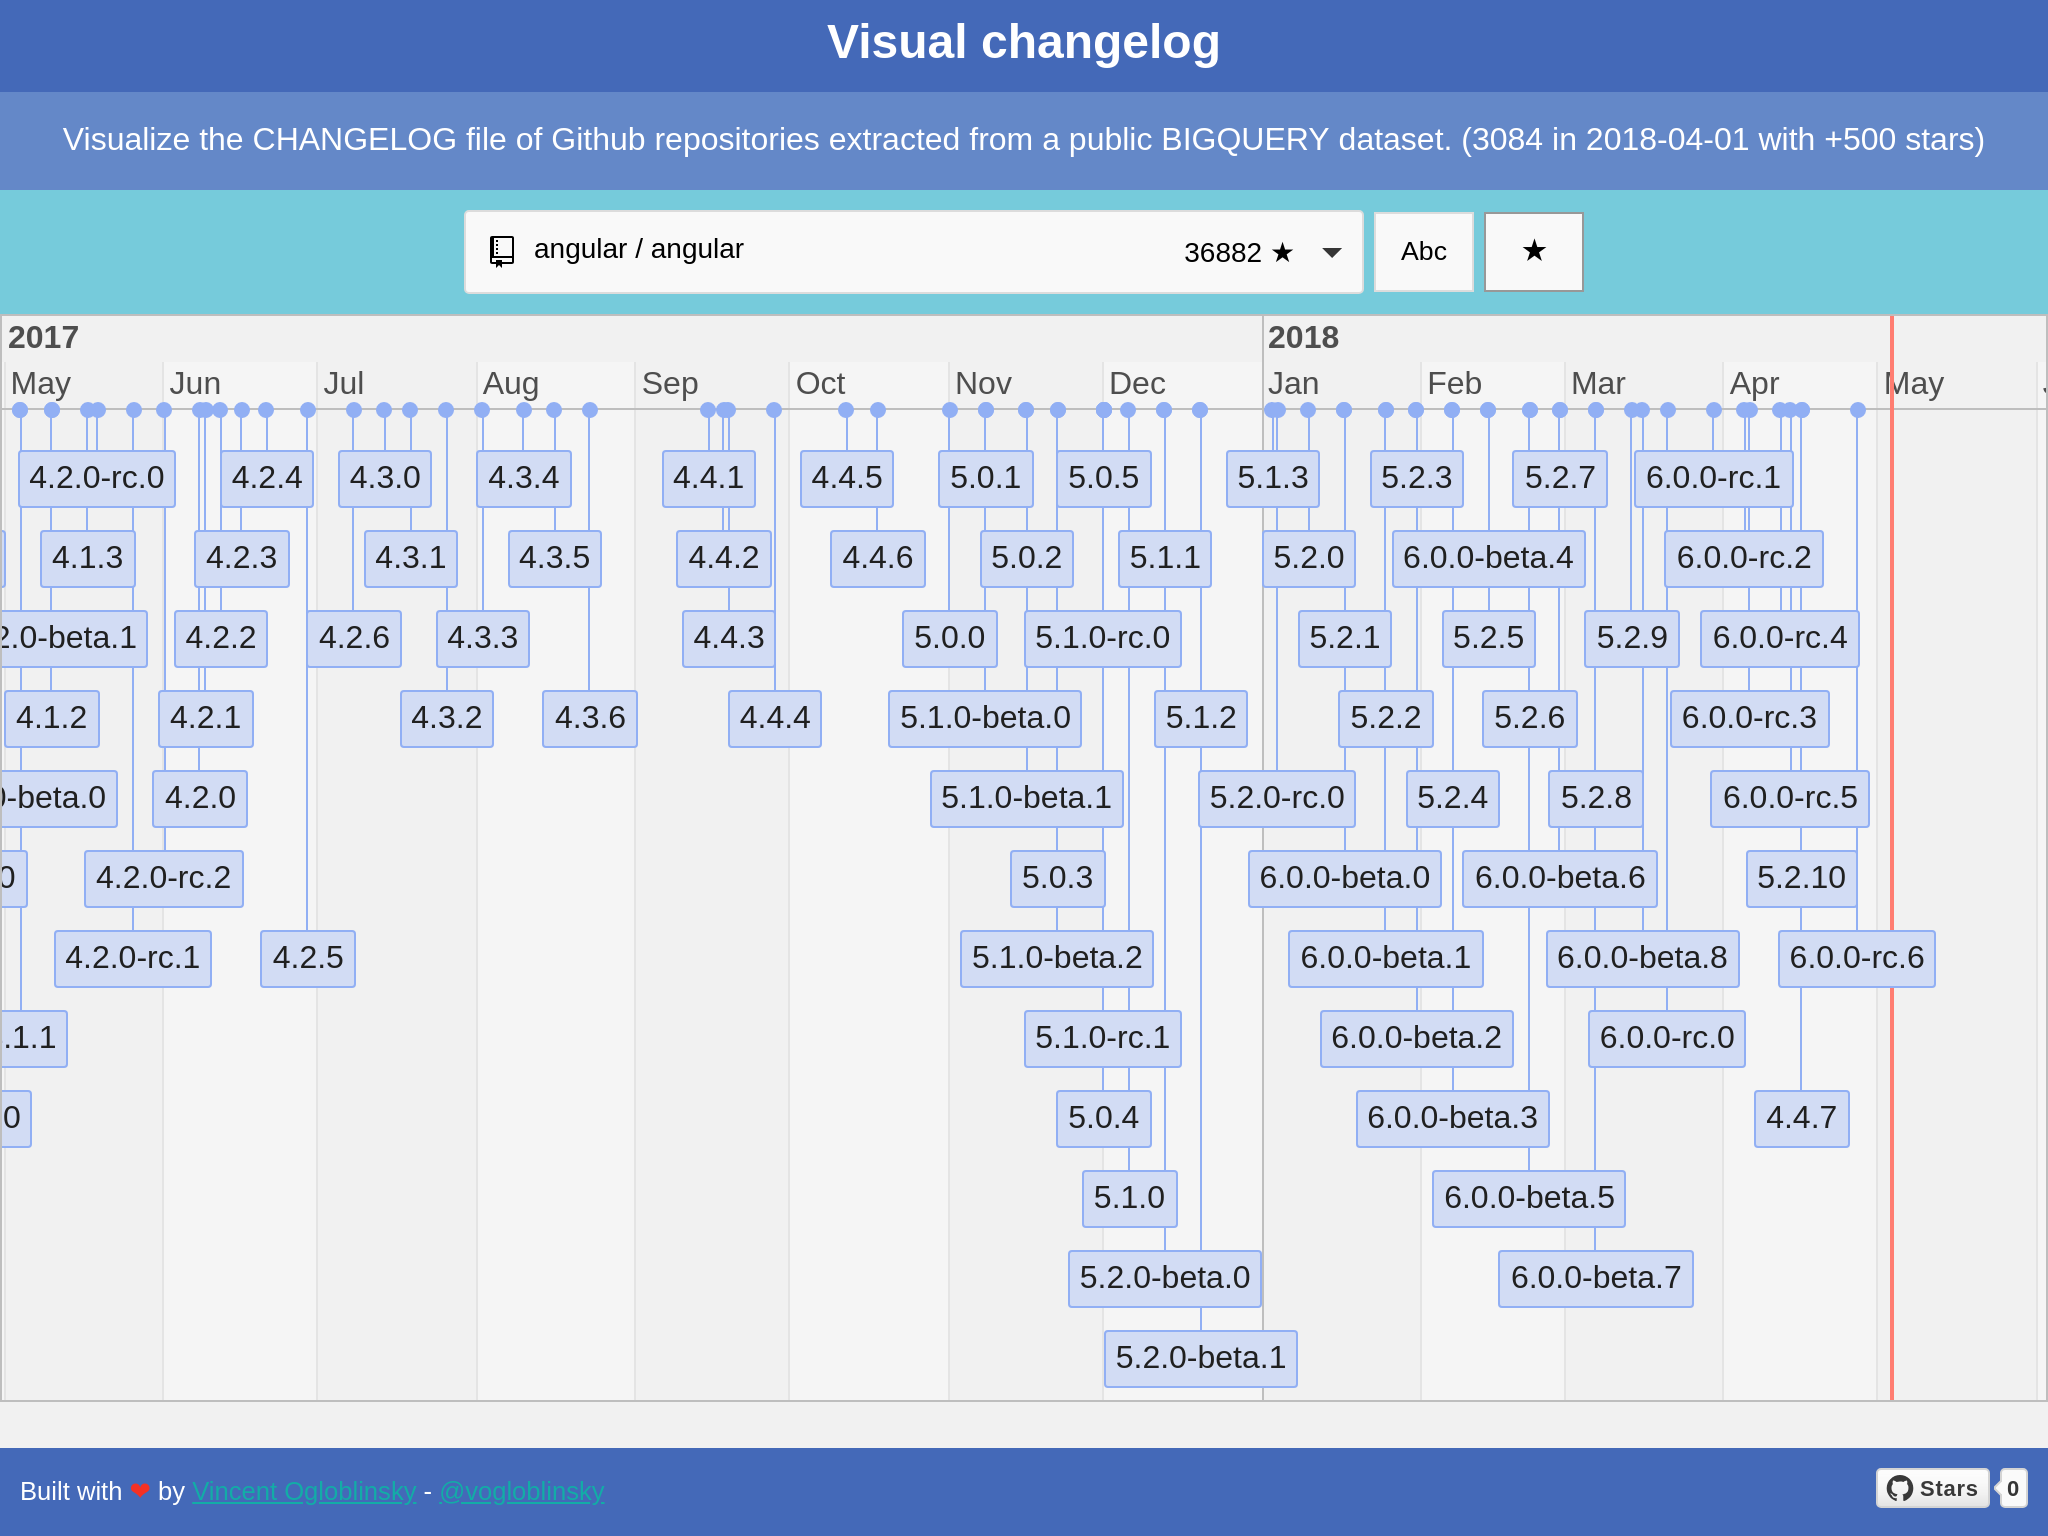 Visual changelog
Visualize the CHANGELOG file of Github repositories extracted from a public BIGQUERY dataset. (3084 in 2018-04-01 with +500 stars)
angular / angular 36882 ★ Abc ★
2017 2018
May Jun Jul Aug Sep Oct Nov Dec Jan Feb Mar Apr May
4.2.0-rc.0 4.2.4 4.3.0 4.3.4 4.4.1 4.4.5 5.0.1 5.0.5 5.1.3 5.2.3 5.2.7 6.0.0-rc.1
4.1.3 4.2.3 4.3.1 4.3.5 4.4.2 4.4.6 5.0.2 5.1.1 5.2.0 6.0.0-beta.4 6.0.0-rc.2
2.0-beta.1 4.2.2 4.2.6 4.3.3 4.4.3 5.0.0 5.1.0-rc.0 5.2.1 5.2.5 5.2.9 6.0.0-rc.4
4.1.2 4.2.1 4.3.2 4.3.6 4.4.4 5.1.0-beta.0 5.1.2 5.2.2 5.2.6 6.0.0-rc.3
0-beta.0 4.2.0 5.1.0-beta.1 5.2.0-rc.0 5.2.4 5.2.8 6.0.0-rc.5
0 4.2.0-rc.2 5.0.3 6.0.0-beta.0 6.0.0-beta.6 5.2.10
4.2.0-rc.1 4.2.5 5.1.0-beta.2 6.0.0-beta.1 6.0.0-beta.8 6.0.0-rc.6
.1.1 5.1.0-rc.1 6.0.0-beta.2 6.0.0-rc.0
0 5.0.4 6.0.0-beta.3 4.4.7
5.1.0 6.0.0-beta.5
5.2.0-beta.0 6.0.0-beta.7
5.2.0-beta.1
Built with ❤ by Vincent Ogloblinsky - @vogloblinsky Stars 0